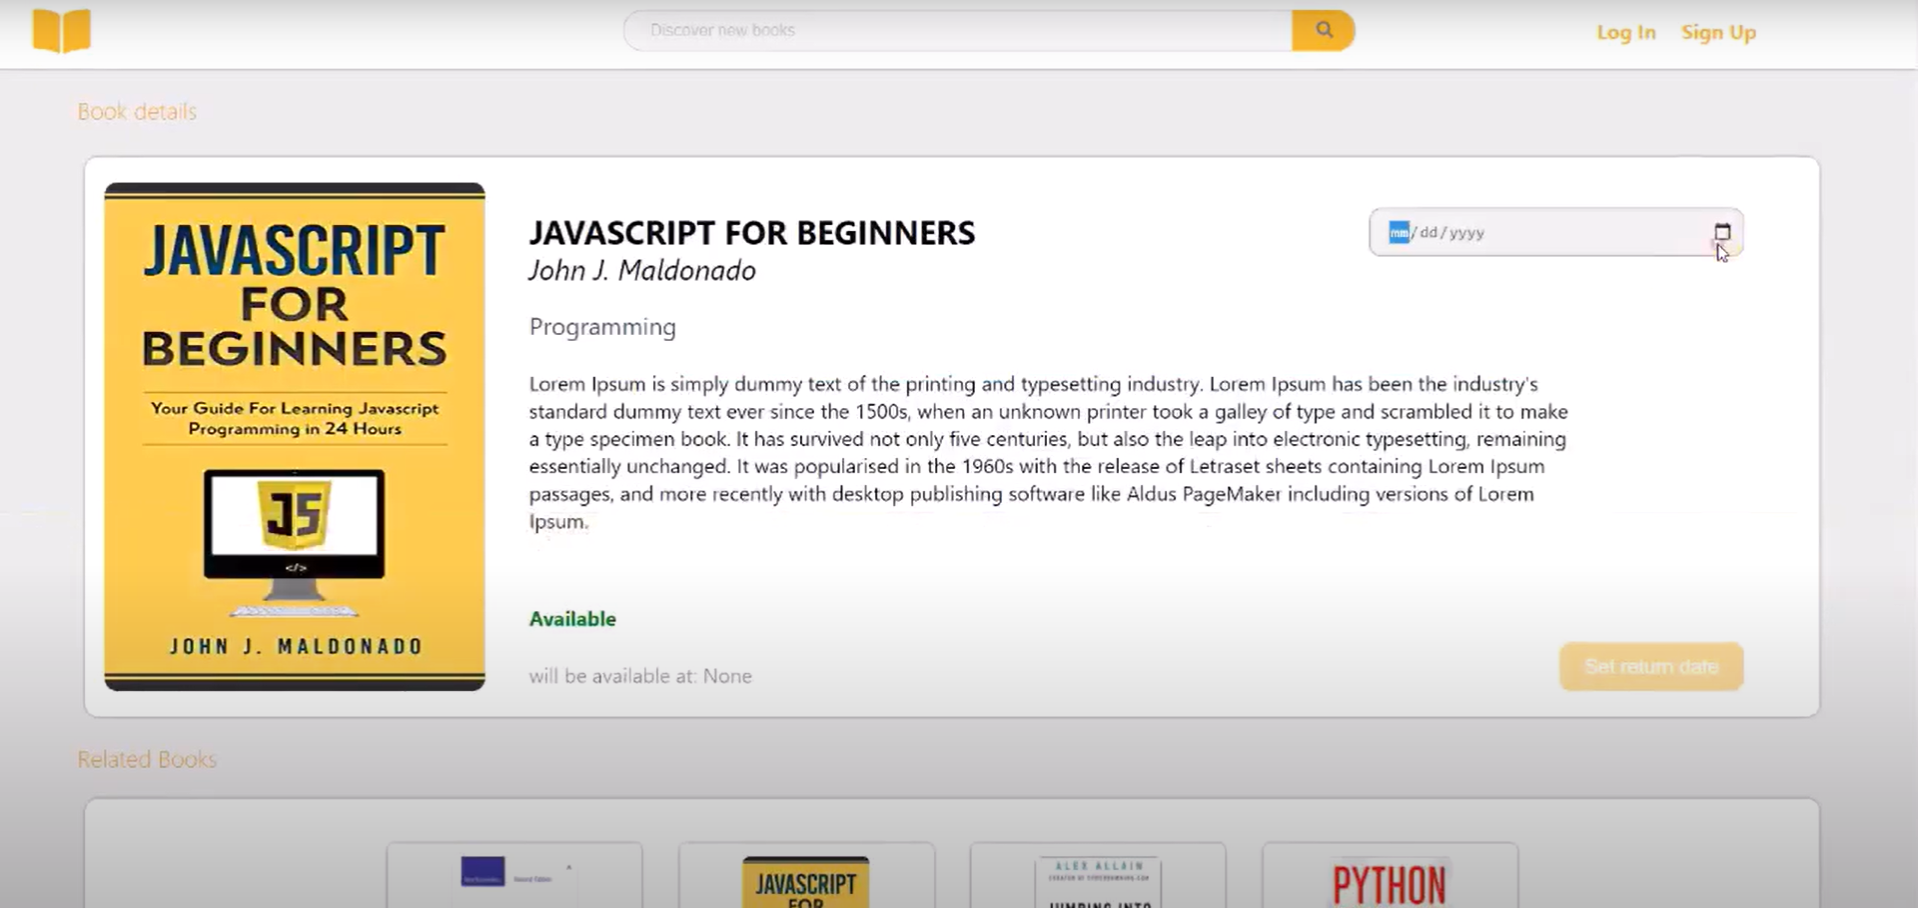 Discover new books
Log In Sign Up
Book details
JAVASCRIPT
FOR
BEGINNERS
Your Guide For Learning Javascript
Programming in 24 Hours
JS
</>
JOHN J. MALDONADO
JAVASCRIPT FOR BEGINNERS
John J. Maldonado
mm/dd/yyyy
Programming
Lorem Ipsum is simply dummy text of the printing and typesetting industry. Lorem Ipsum has been the industry's
standard dummy text ever since the 1500s, when an unknown printer took a galley of type and scrambled it to make
a type specimen book. It has survived not only five centuries, but also the leap into electronic typesetting, remaining
essentially unchanged. It was popularised in the 1960s with the release of Letraset sheets containing Lorem Ipsum
passages, and more recently with desktop publishing software like Aldus PageMaker including versions of Lorem
Ipsum.
Available
will be available at: None
Set return date
Related Books
JAVASCRIPT
FOR
ALEX ALLAIN
JUMPING INTO
PYTHON